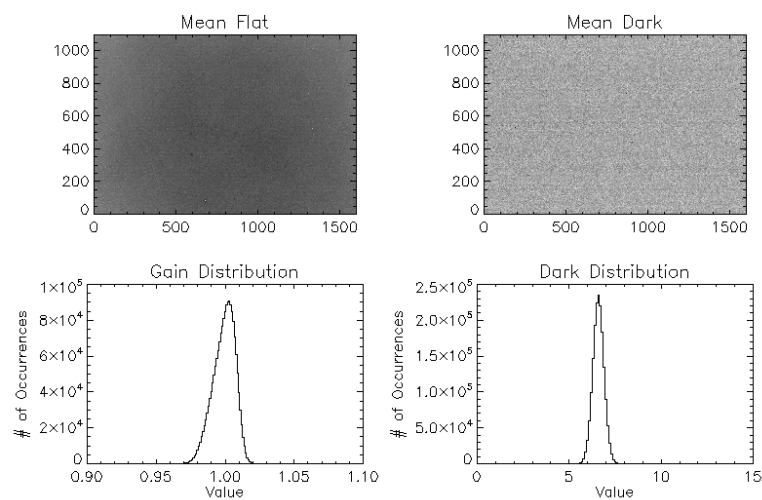 Mean Flat
1000
800
600
400
200
0
0 500 1000 1500
Mean Dark
1000
800
600
400
200
0
0 500 1000 1500
Gain Distribution
# of Occurrences
1×10⁵
8×10⁴
6×10⁴
4×10⁴
2×10⁴
0
0.90 0.95 1.00 1.05 1.10
Value
Dark Distribution
# of Occurrences
2.5×10⁵
2.0×10⁵
1.5×10⁵
1.0×10⁵
5.0×10⁴
0
0 5 10 15
Value